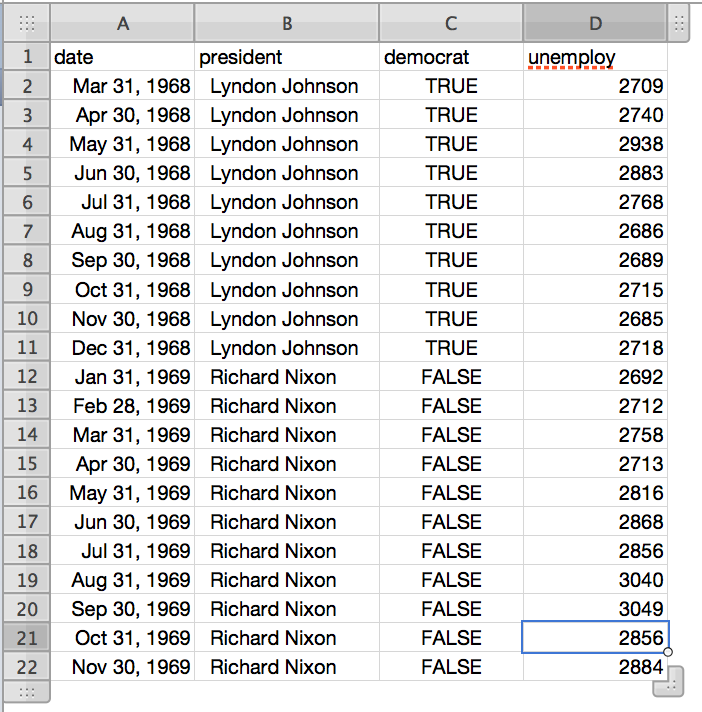 A B C D
1 date president democrat unemploy
2 Mar 31, 1968 Lyndon Johnson TRUE 2709
3 Apr 30, 1968 Lyndon Johnson TRUE 2740
4 May 31, 1968 Lyndon Johnson TRUE 2938
5 Jun 30, 1968 Lyndon Johnson TRUE 2883
6 Jul 31, 1968 Lyndon Johnson TRUE 2768
7 Aug 31, 1968 Lyndon Johnson TRUE 2686
8 Sep 30, 1968 Lyndon Johnson TRUE 2689
9 Oct 31, 1968 Lyndon Johnson TRUE 2715
10 Nov 30, 1968 Lyndon Johnson TRUE 2685
11 Dec 31, 1968 Lyndon Johnson TRUE 2718
12 Jan 31, 1969 Richard Nixon FALSE 2692
13 Feb 28, 1969 Richard Nixon FALSE 2712
14 Mar 31, 1969 Richard Nixon FALSE 2758
15 Apr 30, 1969 Richard Nixon FALSE 2713
16 May 31, 1969 Richard Nixon FALSE 2816
17 Jun 30, 1969 Richard Nixon FALSE 2868
18 Jul 31, 1969 Richard Nixon FALSE 2856
19 Aug 31, 1969 Richard Nixon FALSE 3040
20 Sep 30, 1969 Richard Nixon FALSE 3049
21 Oct 31, 1969 Richard Nixon FALSE 2856
22 Nov 30, 1969 Richard Nixon FALSE 2884